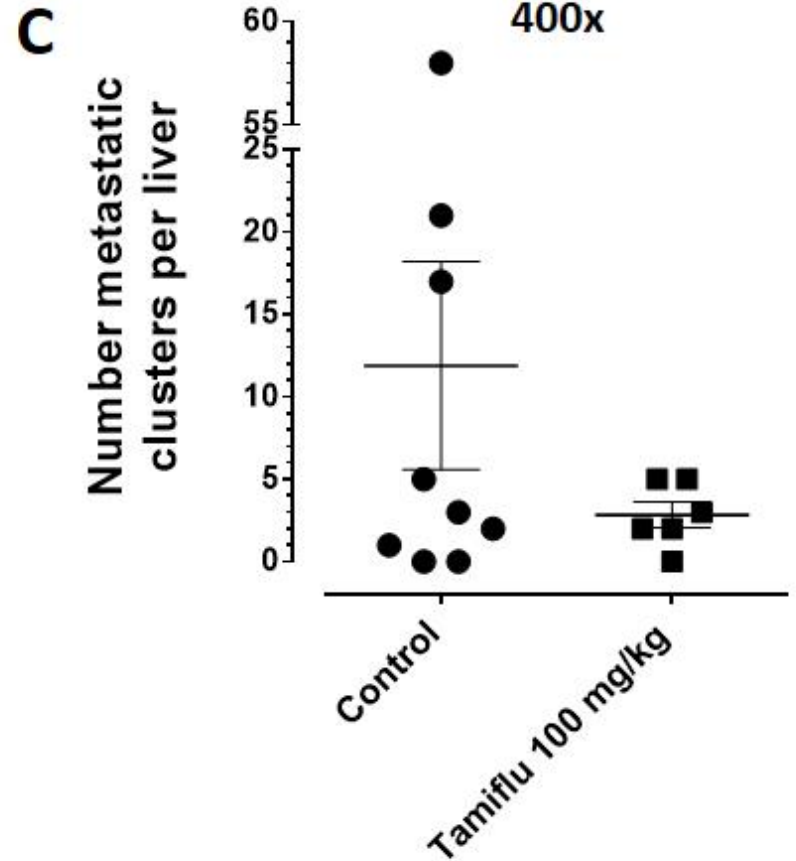 C
400x
Number metastatic
clusters per liver
60
55
25
20
15
10
5
0
Control
Tamiflu 100 mg/kg